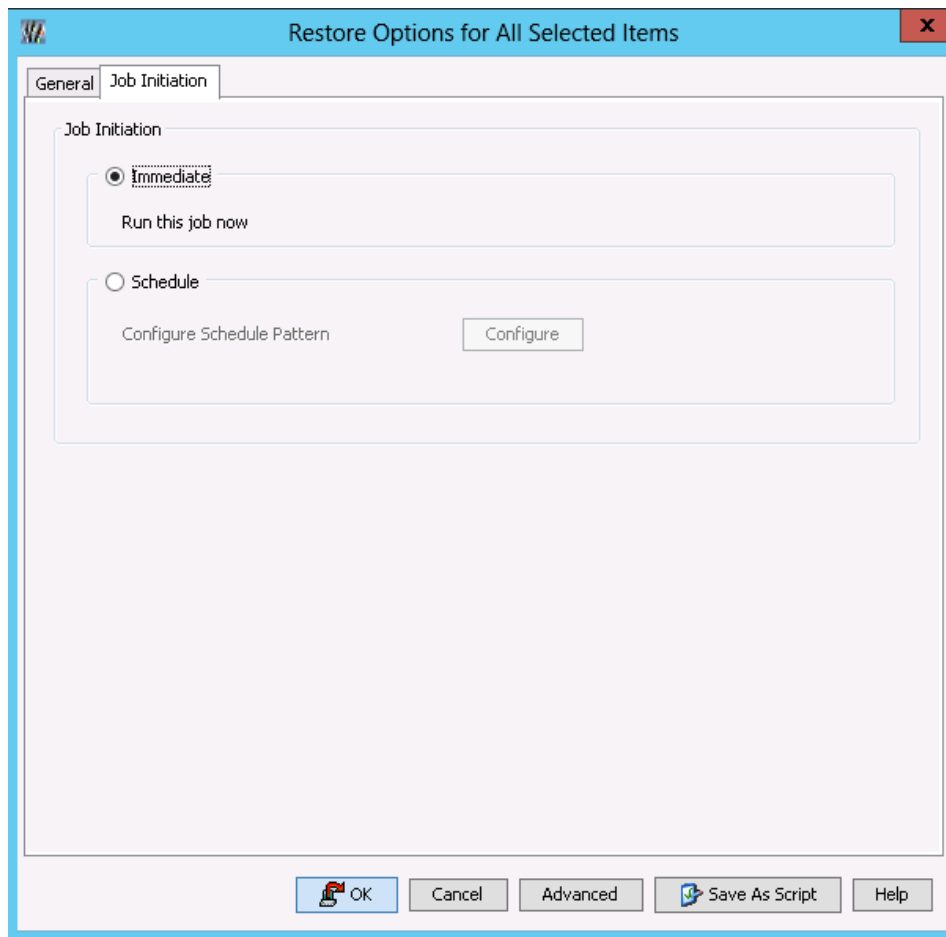 Restore Options for All Selected Items
x
General
Job Initiation
Job Initiation
Immediate
Run this job now
Schedule
Configure Schedule Pattern
Configure
OK
Cancel
Advanced
Save As Script
Help